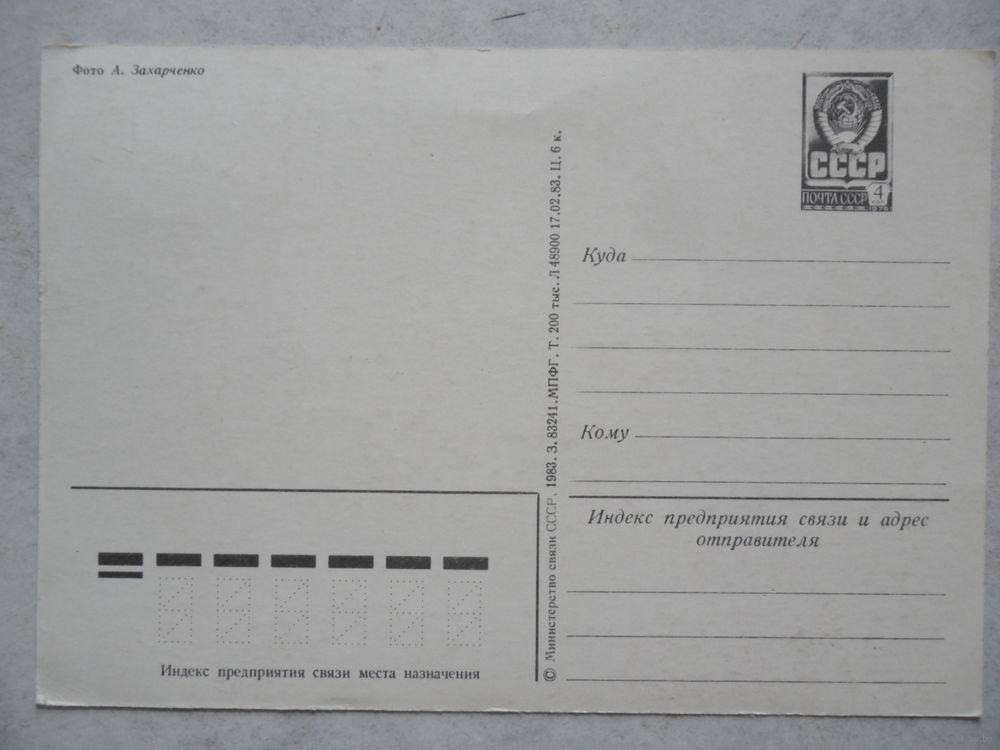 Фото А. Захарченко
СССР
ПОЧТА СССР
4
1976
Куда
Кому
Индекс предприятия связи и адрес
отправителя
© Министерство связи СССР, 1983. З. 83241. МПФГ. Т. 200 тыс. Л 48900 17.02.83. Ц. 6 к.
Индекс предприятия связи места назначения